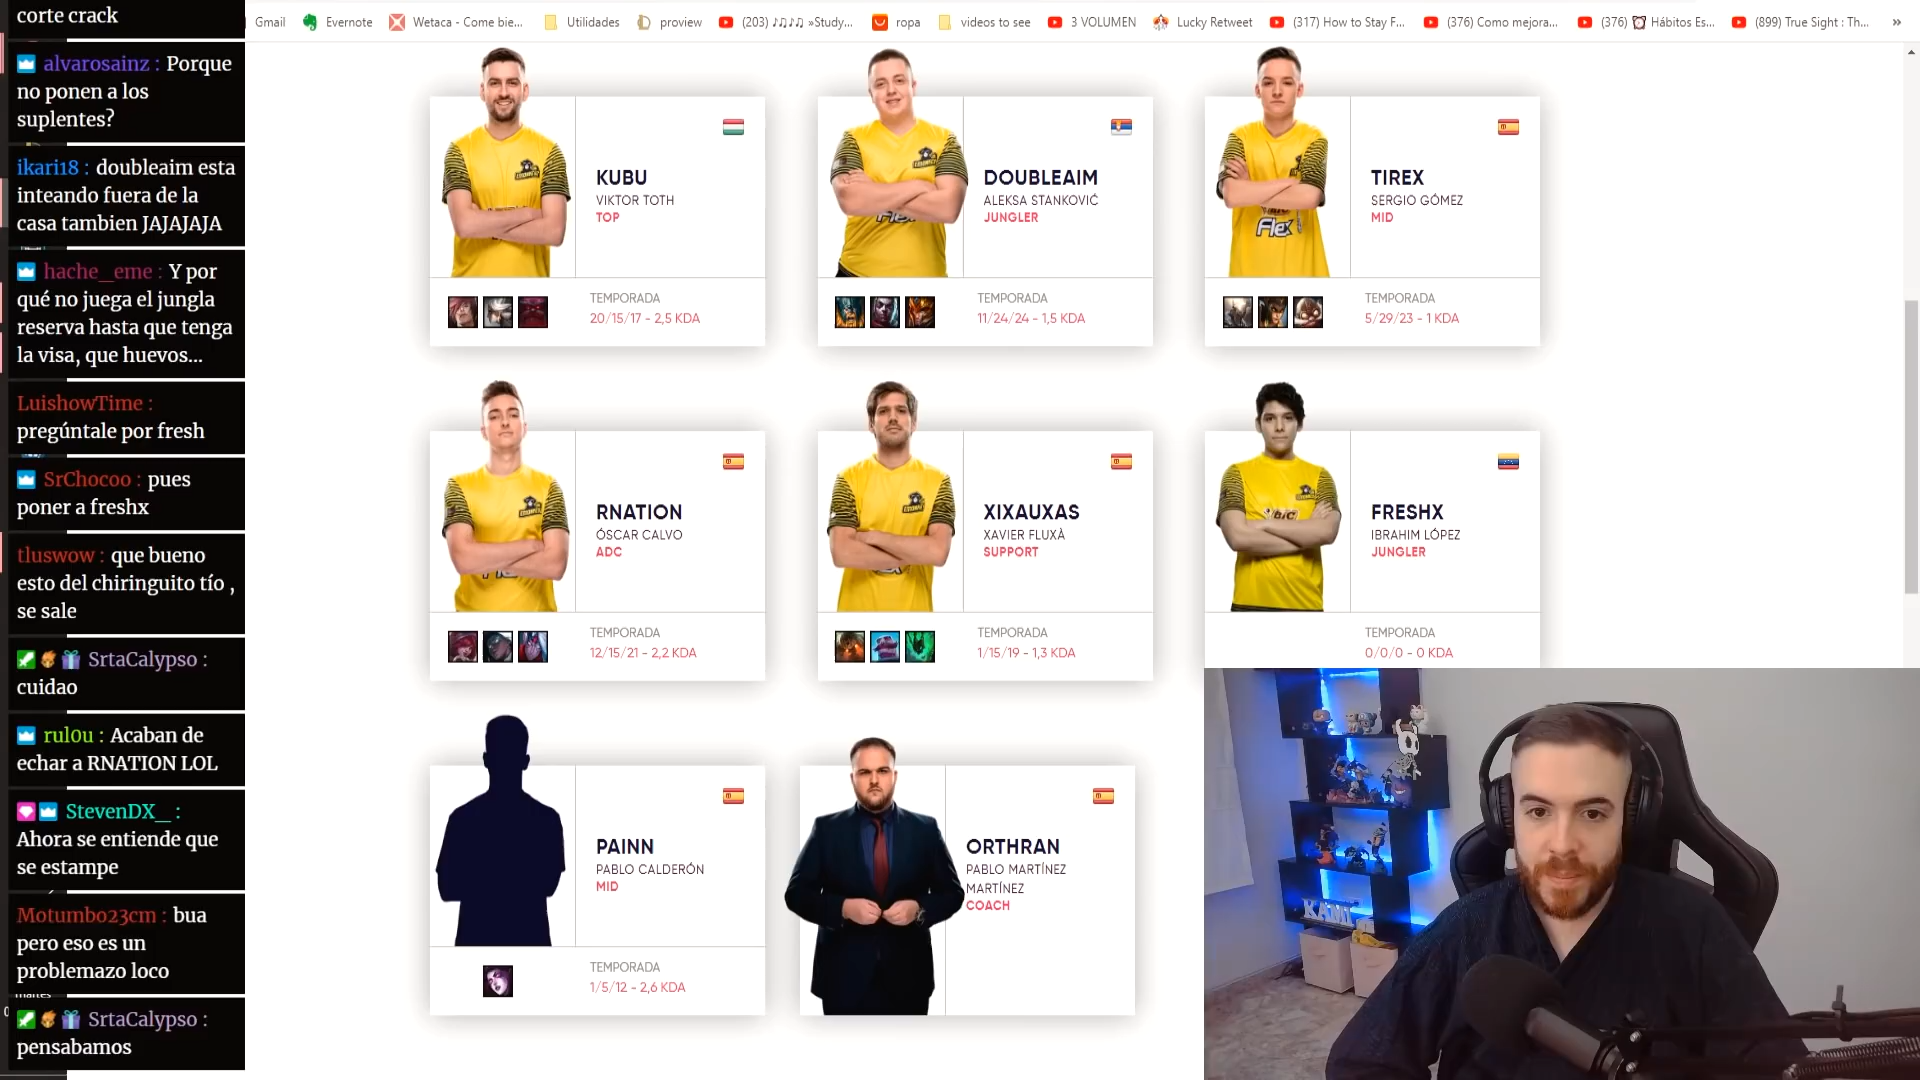 corte crack
alvarosainz : Porque
no ponen a los
suplentes?
ikari18 : doubleaim esta
inteando fuera de la
casa tambien JAJAJAJA
hache_eme : Y por
qué no juega el jungla
reserva hasta que tenga
la visa, que huevos...
LuishowTime :
pregúntale por fresh
SrChocoo : pues
poner a freshx
tluswow : que bueno
esto del chiringuito tío ,
se sale
SrtaCalypso :
cuidao
rul0u : Acaban de
echar a RNATION LOL
StevenDX_ :
Ahora se entiende que
se estampe
Motumbo23cm : bua
pero eso es un
problemazo loco
martes
SrtaCalypso :
pensabamos
Gmail Evernote Wetaca - Come bie... Utilidades proview (203) ♪♫♪♫ »Study... ropa videos to see 3 VOLUMEN Lucky Retweet (317) How to Stay F... (376) Como mejora... (376) ⏰ Hábitos Es... (899) True Sight : Th... »
KUBU
VIKTOR TOTH
TOP
TEMPORADA
20/15/17 - 2,5 KDA
DOUBLEAIM
ALEKSA STANKOVIĆ
JUNGLER
TEMPORADA
11/24/24 - 1,5 KDA
Flex
TIREX
SERGIO GÓMEZ
MID
TEMPORADA
5/29/23 - 1 KDA
RNATION
ÓSCAR CALVO
ADC
TEMPORADA
12/15/21 - 2,2 KDA
XIXAUXAS
XAVIER FLUXÀ
SUPPORT
TEMPORADA
1/15/19 - 1,3 KDA
BIC
FRESHX
IBRAHIM LÓPEZ
JUNGLER
TEMPORADA
0/0/0 - 0 KDA
PAINN
PABLO CALDERÓN
MID
TEMPORADA
1/5/12 - 2,6 KDA
ORTHRAN
PABLO MARTÍNEZ
MARTÍNEZ
COACH
KAMI